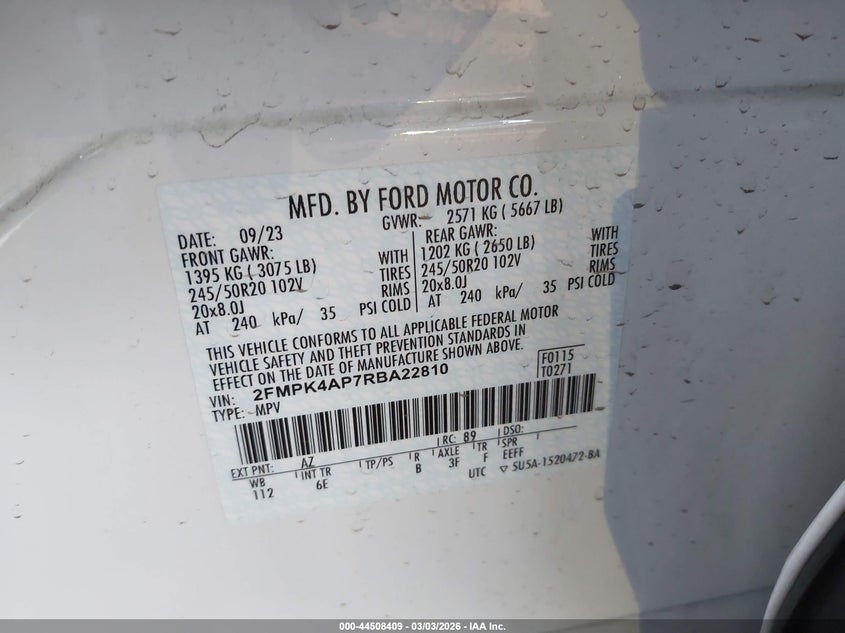 MFD. BY FORD MOTOR CO.
DATE: 09/23 GVWR: 2571 KG ( 5667 LB)
FRONT GAWR: REAR GAWR:
1395 KG ( 3075 LB) WITH 1202 KG ( 2650 LB) WITH
245/50R20 102V TIRES 245/50R20 102V TIRES
20x8.0J RIMS 20x8.0J RIMS
AT 240 kPa/ 35 PSI COLD AT 240 kPa/ 35 PSI COLD
THIS VEHICLE CONFORMS TO ALL APPLICABLE FEDERAL MOTOR
VEHICLE SAFETY AND THEFT PREVENTION STANDARDS IN
EFFECT ON THE DATE OF MANUFACTURE SHOWN ABOVE.
VIN: 2FMPK4AP7RBA22810 F0115
TYPE: MPV T0271
EXT PNT: AZ RC: 89 DSO:
WB INT TR TP/PS R AXLE TR SPR
112 6E B 3F F EEFF
UTC ▽ 5U5A-1520472-BA
000-44508409 - 03/03/2026 - IAA Inc.